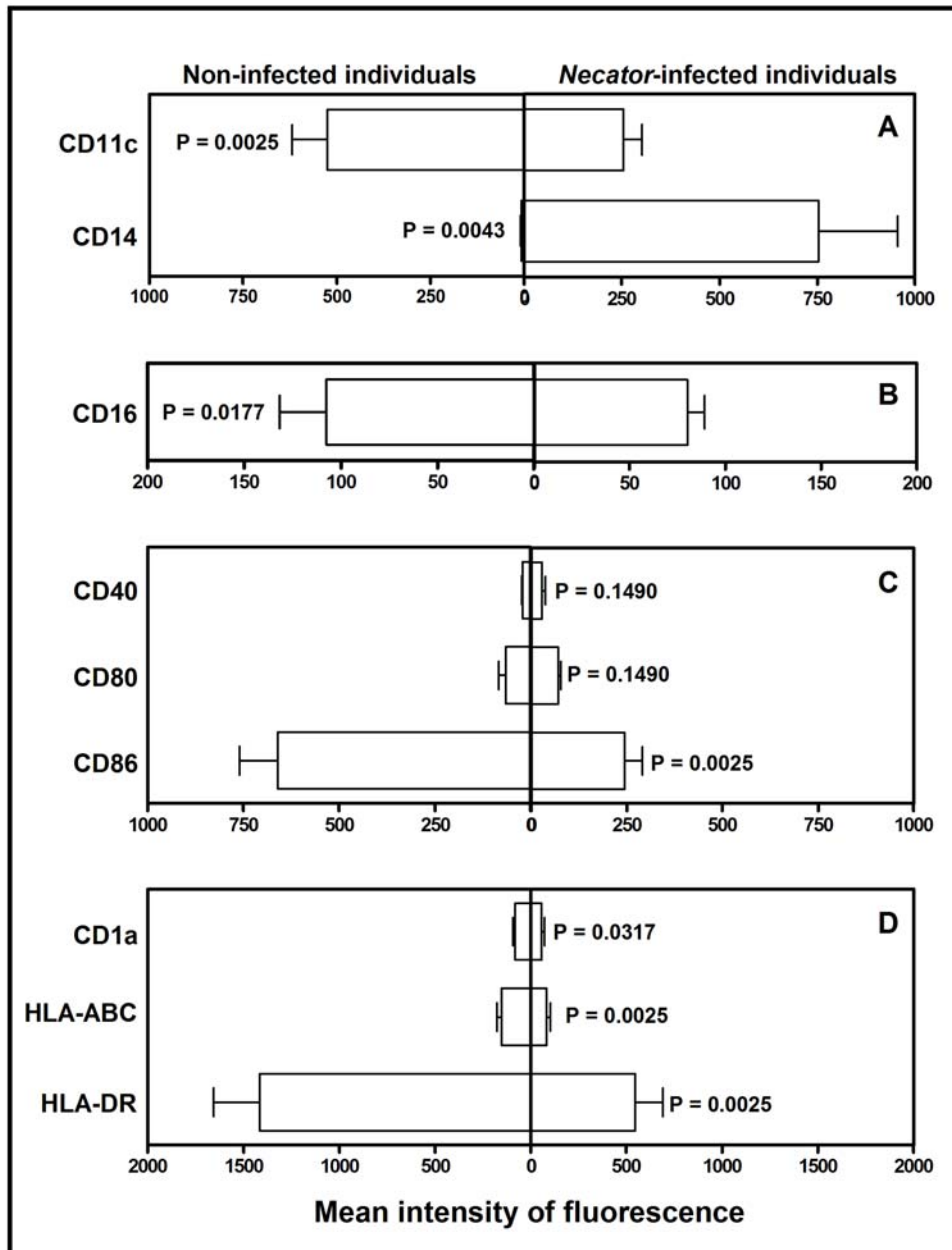 Non-infected individuals Necator-infected individuals
A
CD11c P = 0.0025
CD14 P = 0.0043
1000 750 500 250 0 250 500 750 1000
B
CD16 P = 0.0177
200 150 100 50 0 50 100 150 200
C
CD40 P = 0.1490
CD80 P = 0.1490
CD86 P = 0.0025
1000 750 500 250 0 250 500 750 1000
D
CD1a P = 0.0317
HLA-ABC P = 0.0025
HLA-DR P = 0.0025
2000 1500 1000 500 0 500 1000 1500 2000
Mean intensity of fluorescence